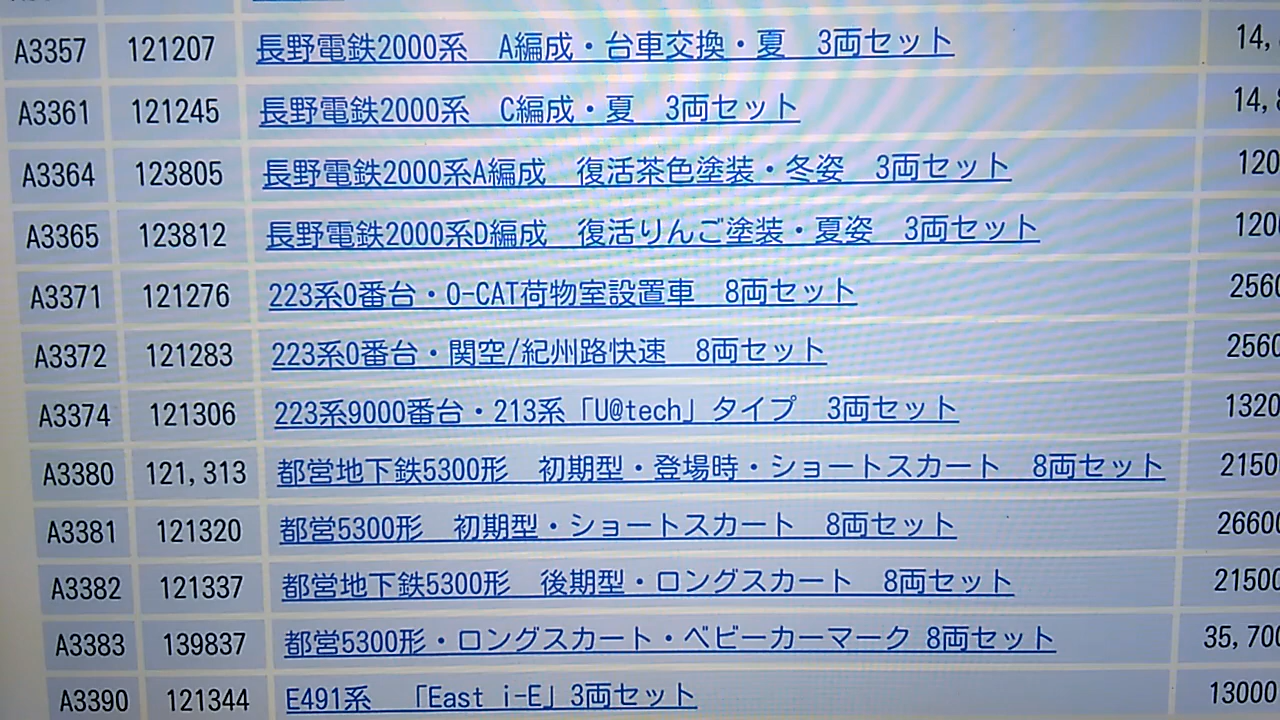 A3357 121207 長野電鉄2000系　A編成・台車交換・夏　3両セット 14,
A3361 121245 長野電鉄2000系　C編成・夏　3両セット 14,8
A3364 123805 長野電鉄2000系A編成　復活茶色塗装・冬姿　3両セット 120
A3365 123812 長野電鉄2000系D編成　復活りんご塗装・夏姿　3両セット 1200
A3371 121276 223系0番台・O-CAT荷物室設置車　8両セット 2560
A3372 121283 223系0番台・関空/紀州路快速　8両セット 2560
A3374 121306 223系9000番台・213系「U@tech」タイプ　3両セット 1320
A3380 121,313 都営地下鉄5300形　初期型・登場時・ショートスカート　8両セット 21500
A3381 121320 都営5300形　初期型・ショートスカート　8両セット 26600
A3382 121337 都営地下鉄5300形　後期型・ロングスカート　8両セット 21500
A3383 139837 都営5300形・ロングスカート・ベビーカーマーク 8両セット 35,700
A3390 121344 E491系　「East i-E」3両セット 13000